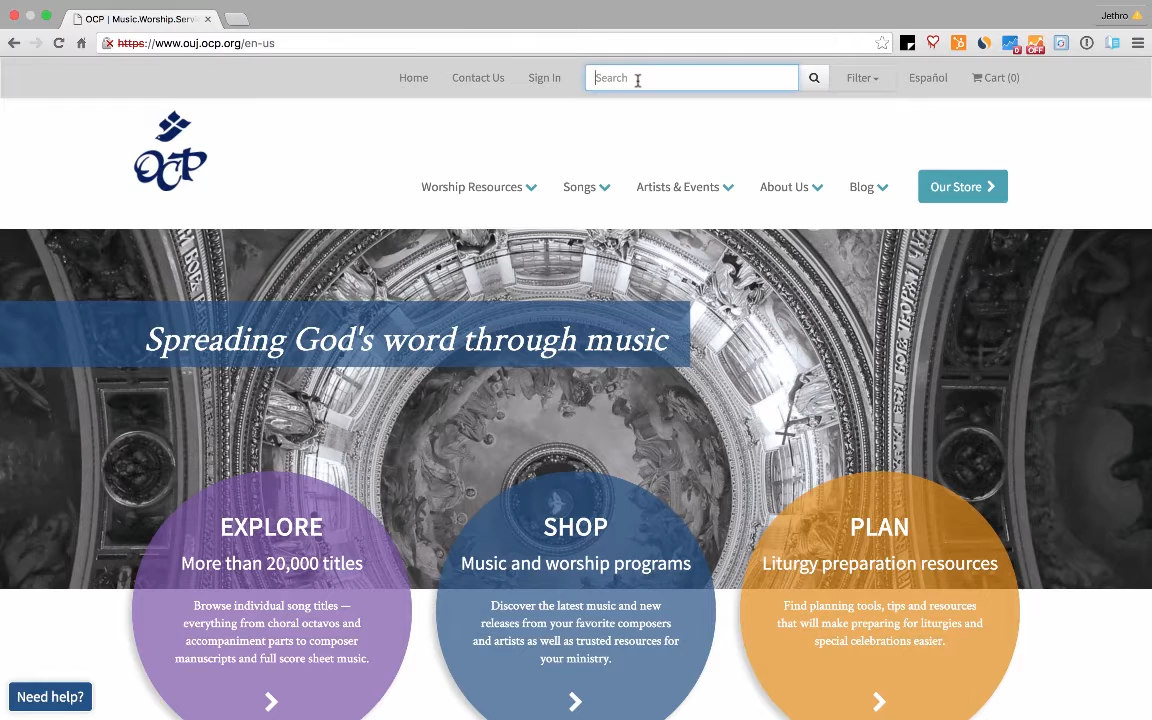 OCP | Music.Worship.Servi
Jethro
https://www.ouj.ocp.org/en-us
0
OFF
Home
Contact Us
Sign In
Search
Filter
Español
Cart (0)
OCP
Worship Resources
Songs
Artists & Events
About Us
Blog
Our Store
Spreading God's word through music
EXPLORE
More than 20,000 titles
Browse individual song titles —
everything from choral octavos and
accompaniment parts to composer
manuscripts and full score sheet music.
SHOP
Music and worship programs
Discover the latest music and new
releases from your favorite composers
and artists as well as trusted resources for
your ministry.
PLAN
Liturgy preparation resources
Find planning tools, tips and resources
that will make preparing for liturgies and
special celebrations easier.
Need help?